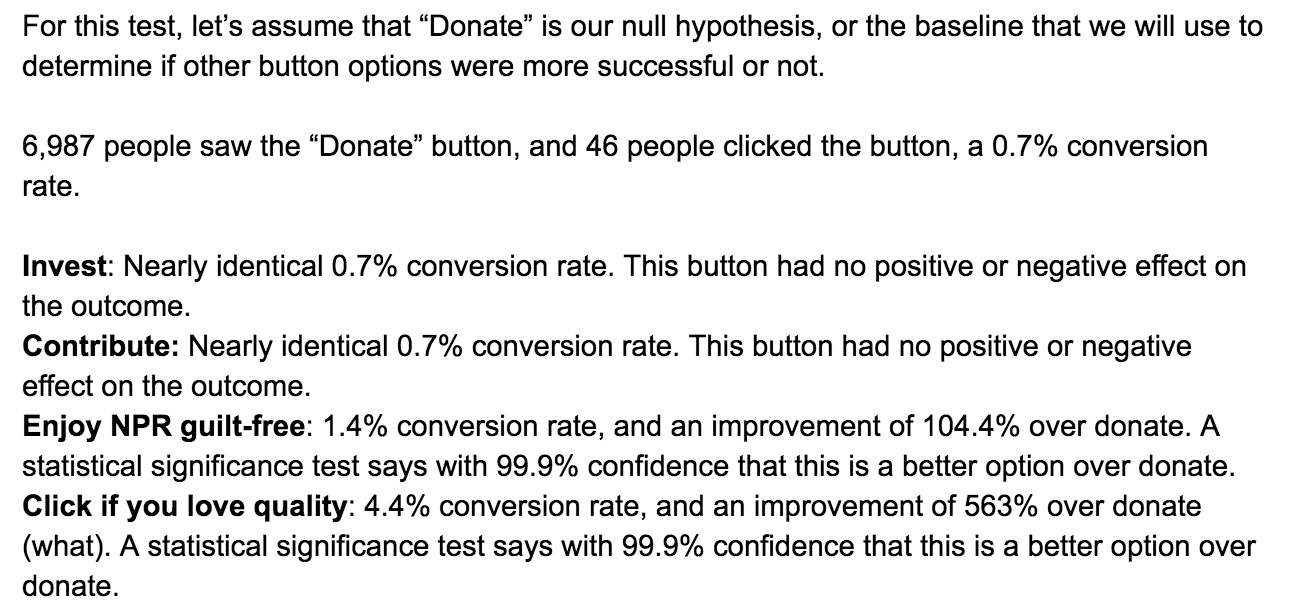 For this test, let’s assume that “Donate” is our null hypothesis, or the baseline that we will use to
determine if other button options were more successful or not.
6,987 people saw the “Donate” button, and 46 people clicked the button, a 0.7% conversion
rate.
Invest: Nearly identical 0.7% conversion rate. This button had no positive or negative effect on
the outcome.
Contribute: Nearly identical 0.7% conversion rate. This button had no positive or negative
effect on the outcome.
Enjoy NPR guilt-free: 1.4% conversion rate, and an improvement of 104.4% over donate. A
statistical significance test says with 99.9% confidence that this is a better option over donate.
Click if you love quality: 4.4% conversion rate, and an improvement of 563% over donate
(what). A statistical significance test says with 99.9% confidence that this is a better option over
donate.